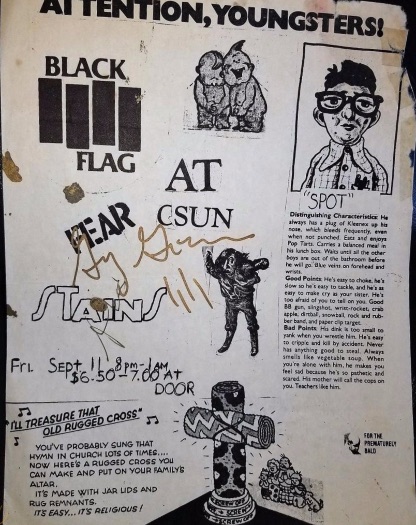 ATTENTION, YOUNGSTERS!
BLACK
FLAG
AT
CSUN
FEAR
STAINS
Fri. Sept. 11 8pm-1AM
$6.50-7.00 AT
DOOR
"SPOT"
Distinguishing Characteristics: He
always has a plug of Kleenex up his
nose, which bleeds frequently, even
when not punched. Eats and enjoys
Pop Tarts. Carries a balanced meal in
his lunch box. Waits until all the other
boys are out of the bathroom before
he will go. Blue veins on forehead and
wrists.
Good Points: He's easy to choke, he's
slow so he's easy to tackle, and he's as
easy to make cry as your sister. He's
too afraid of you to tell on you. Good
BB gun, slingshot, wrist-rocket, crab
apple, dirtball, snowball, rock and rub-
ber band, and paper clip target.
Bad Points: His dink is too small to
yank when you wrestle him. He's easy
to cripple and kill by accident. Never
has anything good to steal. Always
smells like vegetable soup. When
you're alone with him, he makes you
feel sad because he's so pathetic and
scared. His mother will call the cops on
you. Teachers like him.
FOR THE
PREMATURELY
BALD
"I'LL TREASURE THAT
OLD RUGGED CROSS"
YOU'VE PROBABLY SUNG THAT
HYMN IN CHURCH LOTS OF TIMES....
NOW HERE'S A RUGGED CROSS YOU
CAN MAKE AND PUT ON YOUR FAMILY'S
ALTAR.
IT'S MADE WITH JAR LIDS AND
RUG REMNANTS.
IT'S EASY... IT'S RELIGIOUS!